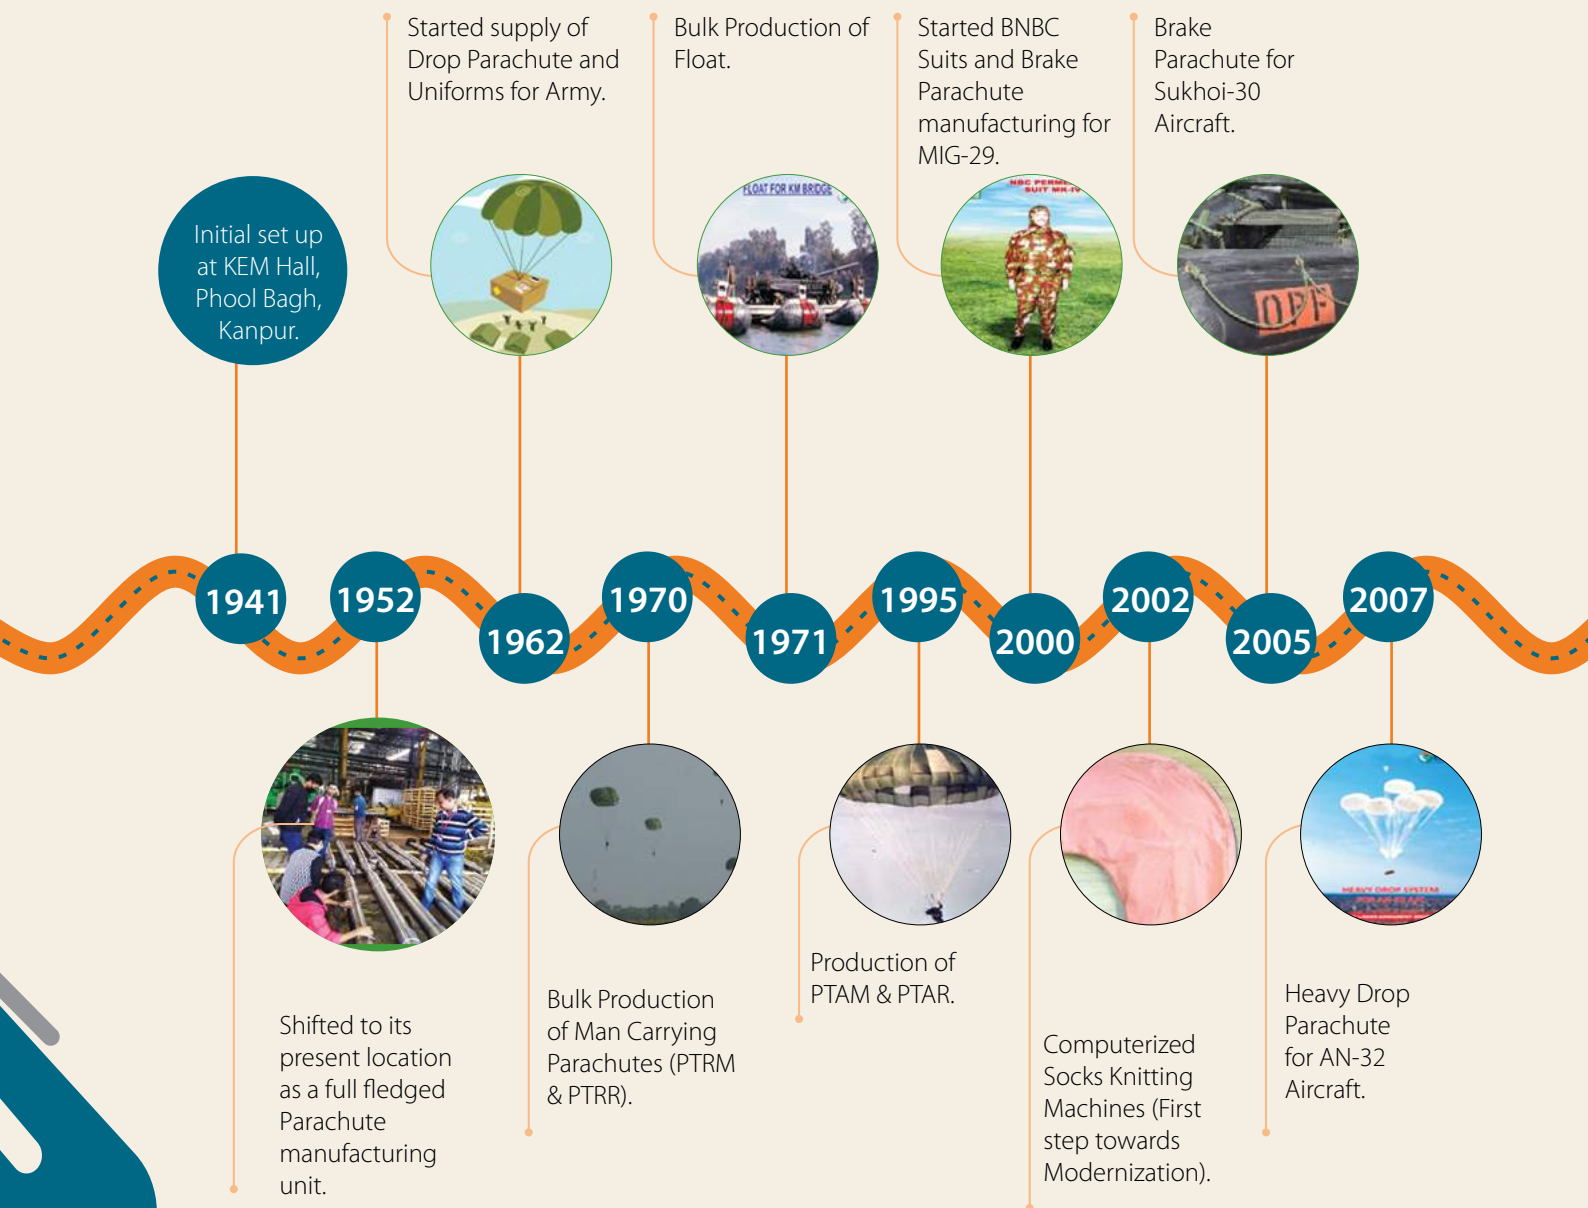 Started supply of
Drop Parachute and
Uniforms for Army.
Bulk Production of
Float.
Started BNBC
Suits and Brake
Parachute
manufacturing for
MIG-29.
Brake
Parachute for
Sukhoi-30
Aircraft.
Initial set up
at KEM Hall,
Phool Bagh,
Kanpur.
FLOAT FOR KM BRIDGE
SUIT MK-IV
OFF
1941
1952
1962
1970
1971
1995
2000
2002
2005
2007
HEAVY DROP SYSTEM
Shifted to its
present location
as a full fledged
Parachute
manufacturing
unit.
Bulk Production
of Man Carrying
Parachutes (PTRM
& PTRR).
Production of
PTAM & PTAR.
Computerized
Socks Knitting
Machines (First
step towards
Modernization).
Heavy Drop
Parachute
for AN-32
Aircraft.